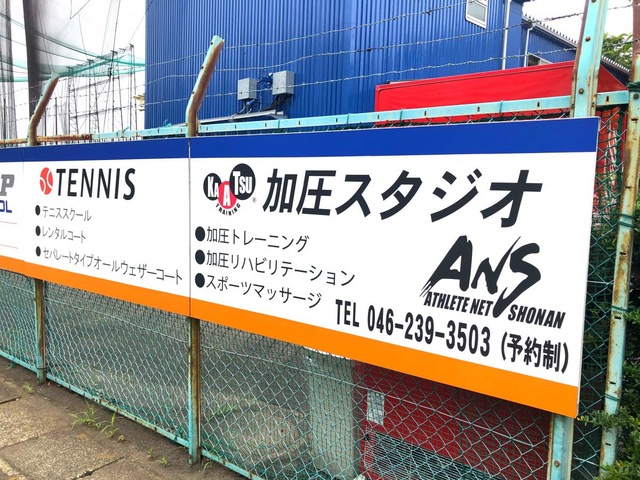 P
OL
TENNIS
●テニススクール
●レンタルコート
●セパレートタイプオールウェザーコート
KAATSU
TRAINING
®
加圧スタジオ
●加圧トレーニング
●加圧リハビリテーション
●スポーツマッサージ
ANS
ATHLETE NET SHONAN
TEL 046-239-3503 (予約制)